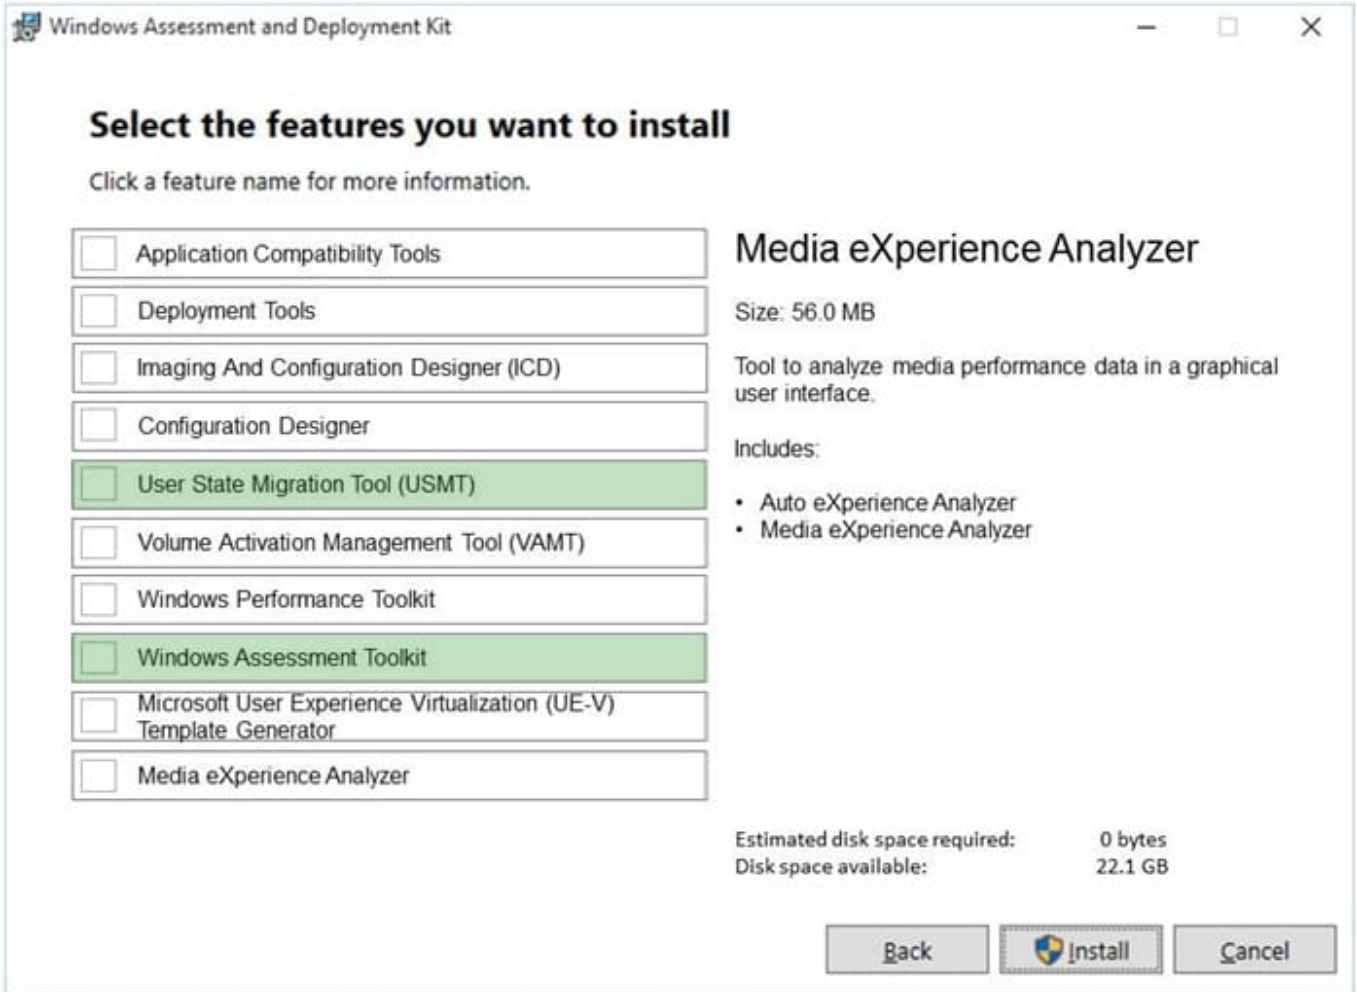 Windows Assessment and Deployment Kit
Select the features you want to install
Click a feature name for more information.
Application Compatibility Tools
Deployment Tools
Imaging And Configuration Designer (ICD)
Configuration Designer
User State Migration Tool (USMT)
Volume Activation Management Tool (VAMT)
Windows Performance Toolkit
Windows Assessment Toolkit
Microsoft User Experience Virtualization (UE-V)
Template Generator
Media eXperience Analyzer
Media eXperience Analyzer
Size: 56.0 MB
Tool to analyze media performance data in a graphical
user interface.
Includes:
• Auto eXperience Analyzer
• Media eXperience Analyzer
Estimated disk space required: 0 bytes
Disk space available: 22.1 GB
Back Install Cancel